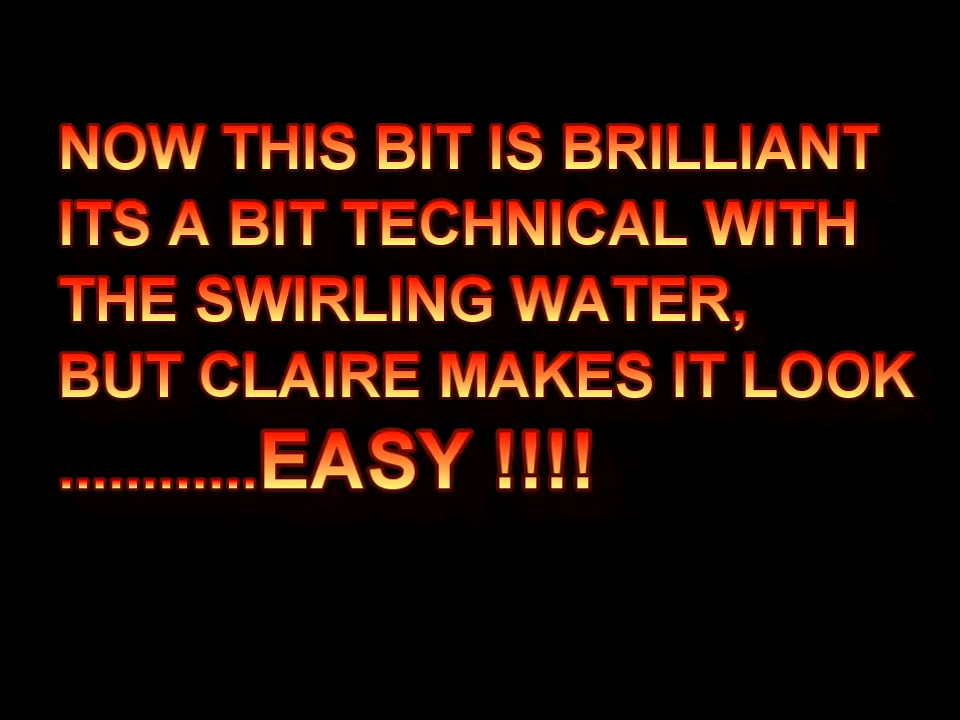 NOW THIS BIT IS BRILLIANT
ITS A BIT TECHNICAL WITH
THE SWIRLING WATER,
BUT CLAIRE MAKES IT LOOK
............EASY !!!!